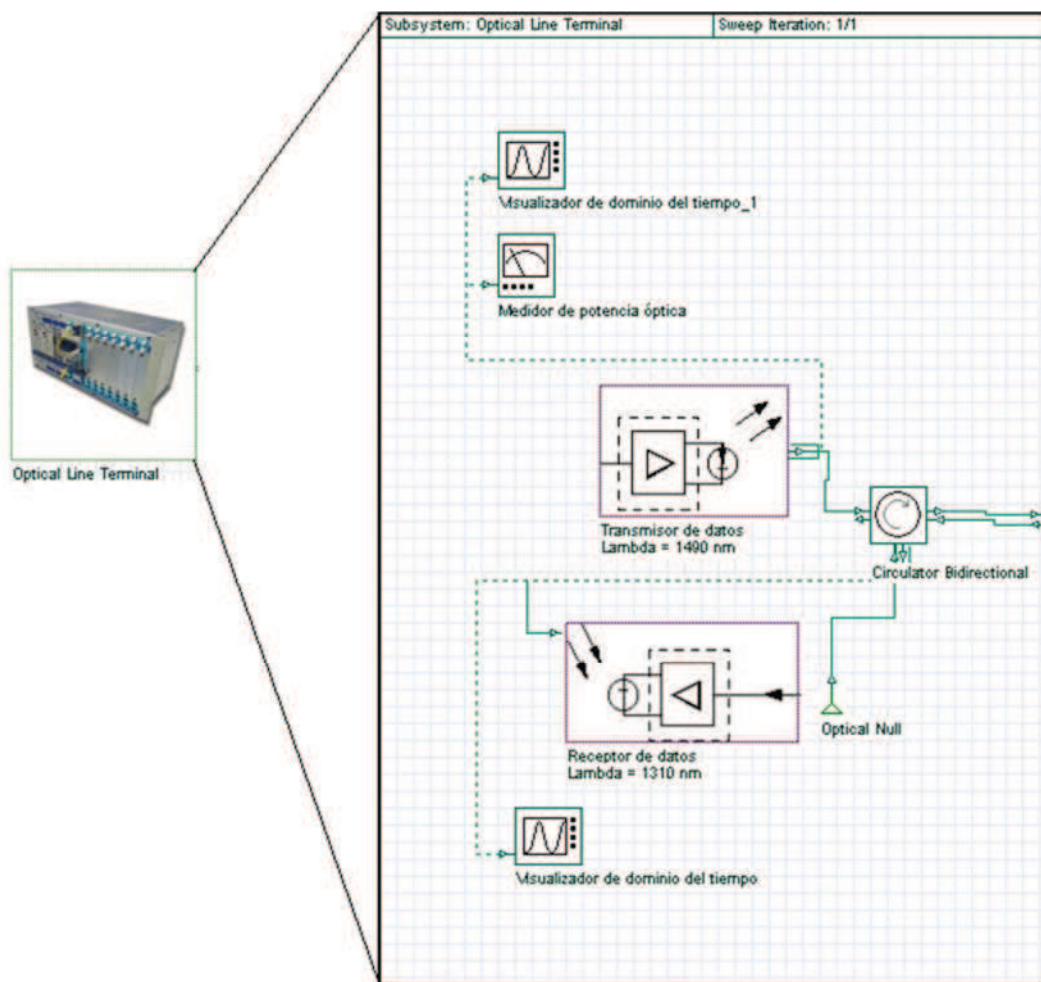 Subsystem: Optical Line Terminal
Sweep Iteration: 1/1
Visualizador de dominio del tiempo_1
Medidor de potencia óptica
Optical Line Terminal
Transmisor de datos
Lambda = 1490 nm
Circulator Bidirectional
Optical Null
Receptor de datos
Lambda = 1310 nm
Visualizador de dominio del tiempo